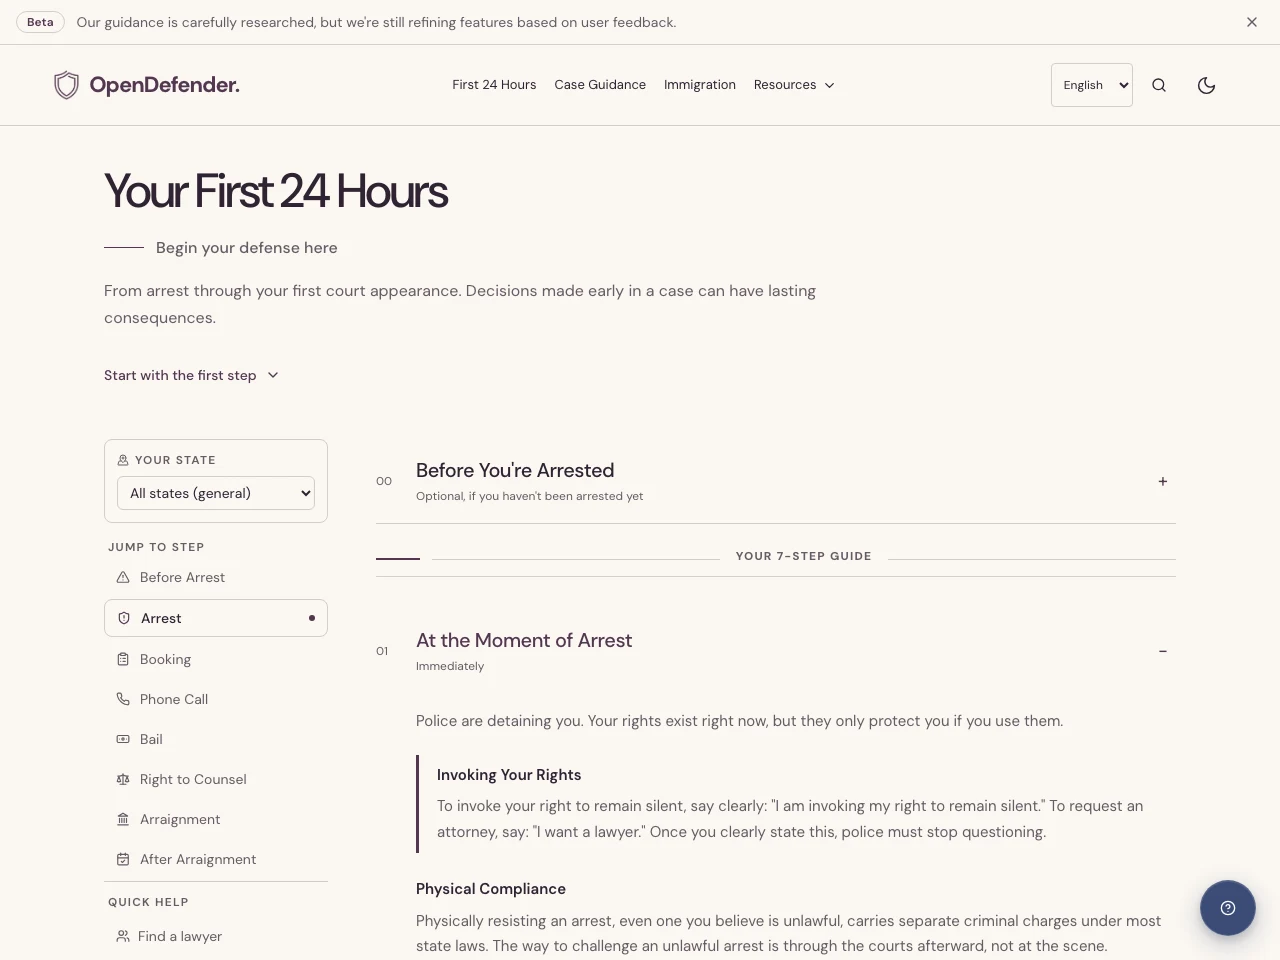 Beta Our guidance is carefully researched, but we're still refining features based on user feedback.
OpenDefender.
First 24 Hours Case Guidance Immigration Resources
English
Your First 24 Hours
Begin your defense here
From arrest through your first court appearance. Decisions made early in a case can have lasting
consequences.
Start with the first step
YOUR STATE
All states (general)
JUMP TO STEP
Before Arrest
Arrest
Booking
Phone Call
Bail
Right to Counsel
Arraignment
After Arraignment
QUICK HELP
Find a lawyer
00
Before You're Arrested
Optional, if you haven't been arrested yet
YOUR 7-STEP GUIDE
01
At the Moment of Arrest
Immediately
Police are detaining you. Your rights exist right now, but they only protect you if you use them.
Invoking Your Rights
To invoke your right to remain silent, say clearly: "I am invoking my right to remain silent." To request an
attorney, say: "I want a lawyer." Once you clearly state this, police must stop questioning.
Physical Compliance
Physically resisting an arrest, even one you believe is unlawful, carries separate criminal charges under most
state laws. The way to challenge an unlawful arrest is through the courts afterward, not at the scene.